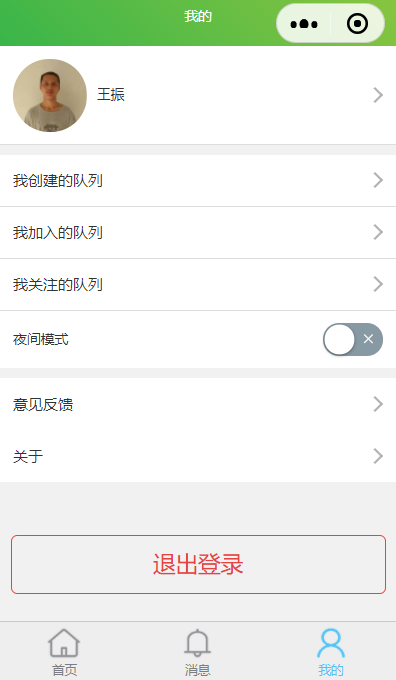 我的
王振
我创建的队列
我加入的队列
我关注的队列
夜间模式
意见反馈
关于
退出登录
首页
消息
我的